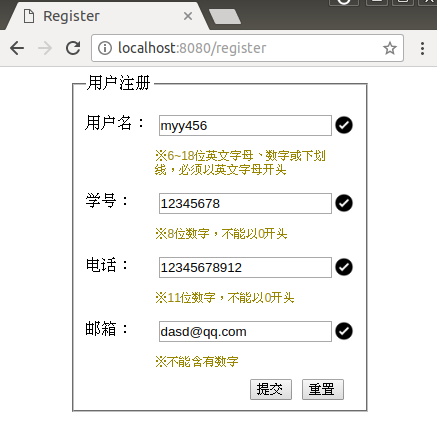 Register
localhost:8080/register
用户注册
用户名： myy456
※6~18位英文字母、数字或下划
线，必须以英文字母开头
学号： 12345678
※8位数字，不能以0开头
电话： 12345678912
※11位数字，不能以0开头
邮箱： dasd@qq.com
※不能含有数字
提交 重置